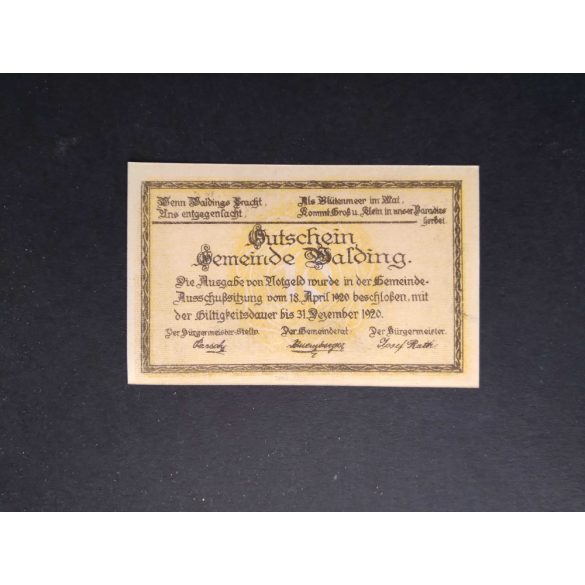 Wenn Waldings Pracht,
Uns entgegenlacht,
Als Blütenmeer im Mai,
Kommt Groß u. Klein in unser Paradies
herbei.
Gutschein
Gemeinde Walding.
Die Ausgabe von Notgeld wurde in der Gemeinde-
Ausschußsitzung vom 18. April 1920 beschloßen, mit
der Giltigkeitsdauer bis 31. Dezember 1920.
Der Bürgermeister-Stellv.
Der Gemeinderat
Der Bürgermeister.
Josef Rath